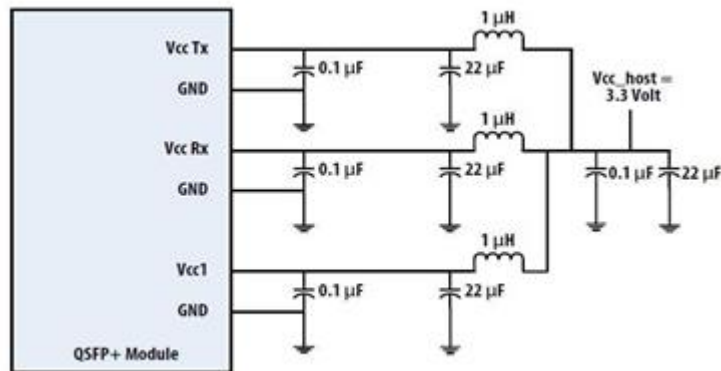 1 µH
Vcc Tx
0.1 µF
22 µF
GND
Vcc_host =
3.3 Volt
1 µH
Vcc Rx
0.1 µF
22 µF
0.1 µF
22 µF
GND
1 µH
Vcc1
0.1 µF
22 µF
GND
QSFP+ Module